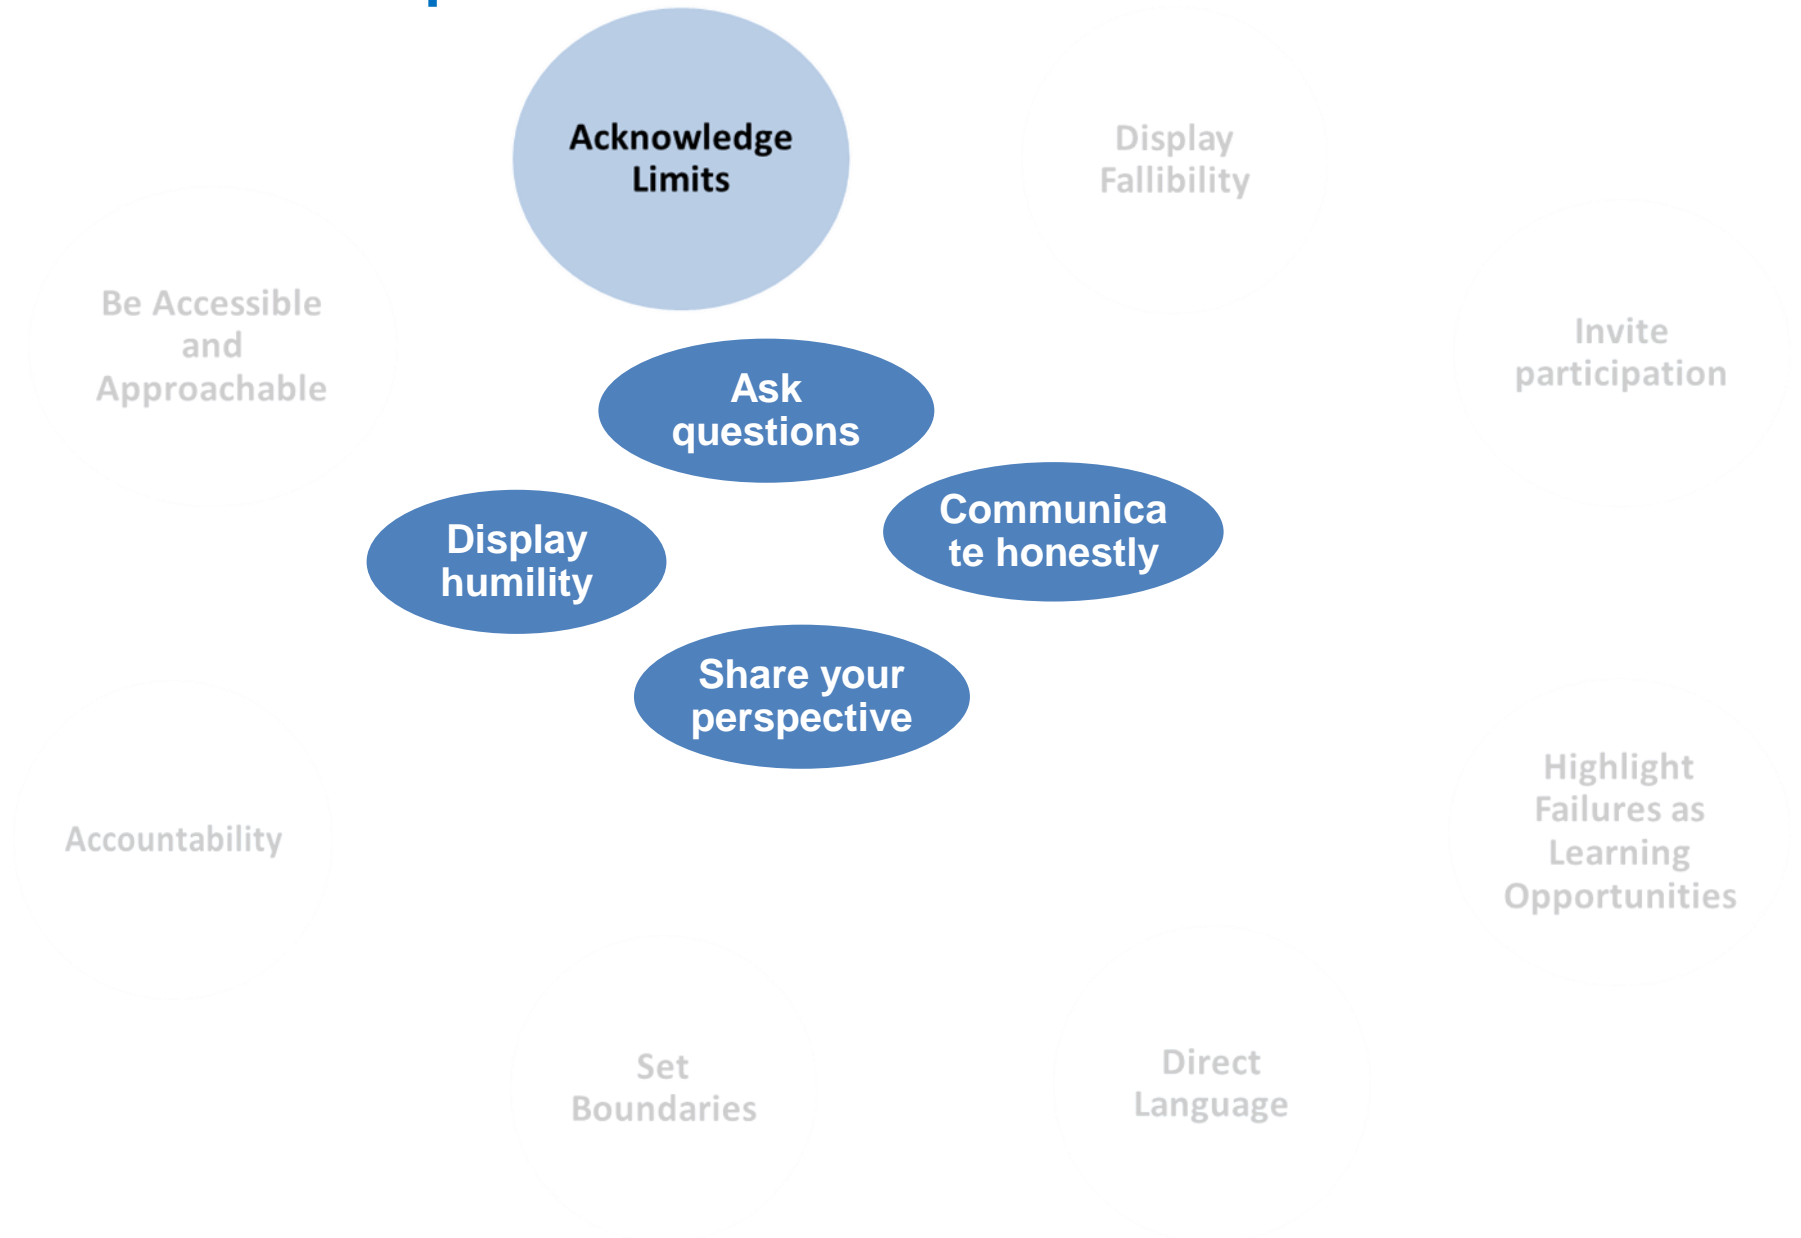 Acknowledge
Limits
Display
Fallibility
Be Accessible
and
Approachable
Invite
participation
Ask
questions
Communica
te honestly
Display
humility
Share your
perspective
Highlight
Failures as
Learning
Opportunities
Accountability
Set
Boundaries
Direct
Language